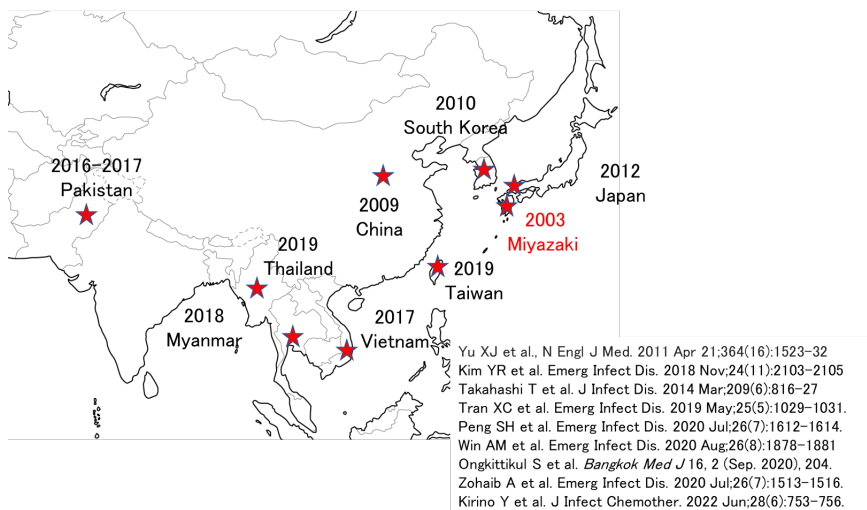 2010
South Korea
2016-2017
Pakistan
2012
Japan
2009
China
2003
Miyazaki
2019
Thailand
2019
Taiwan
2018
Myanmar
2017
Vietnam
Yu XJ et al., N Engl J Med. 2011 Apr 21;364(16):1523-32
Kim YR et al. Emerg Infect Dis. 2018 Nov;24(11):2103-2105
Takahashi T et al. J Infect Dis. 2014 Mar;209(6):816-27
Tran XC et al. Emerg Infect Dis. 2019 May;25(5):1029-1031.
Peng SH et al. Emerg Infect Dis. 2020 Jul;26(7):1612-1614.
Win AM et al. Emerg Infect Dis. 2020 Aug;26(8):1878-1881
Ongkittikul S et al. Bangkok Med J 16, 2 (Sep. 2020), 204.
Zohaib A et al. Emerg Infect Dis. 2020 Jul;26(7):1513-1516.
Kirino Y et al. J Infect Chemother. 2022 Jun;28(6):753-756.